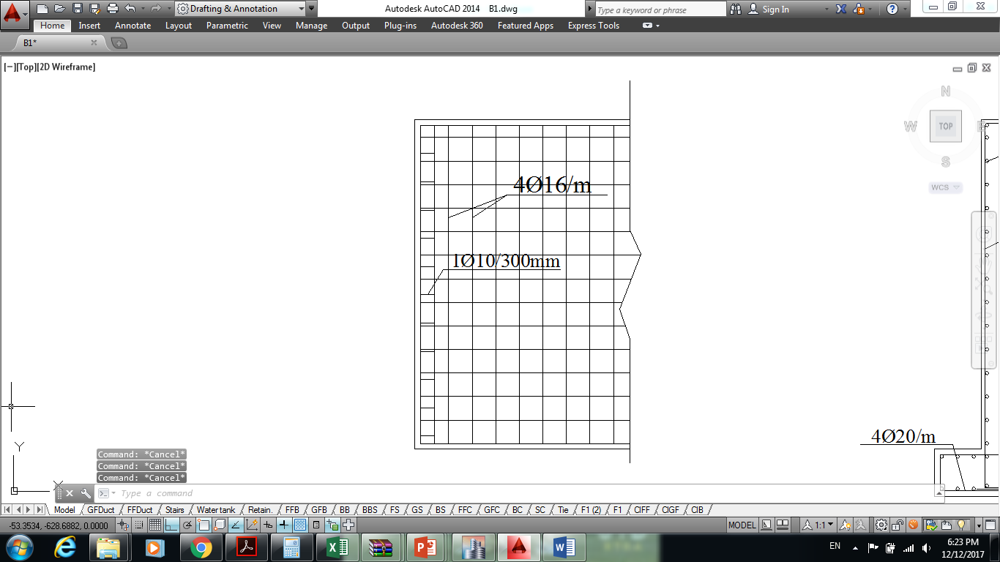 Drafting & Annotation
Autodesk AutoCAD 2014 B1.dwg
Type a keyword or phrase
Sign In
Home Insert Annotate Layout Parametric View Manage Output Plug-ins Autodesk 360 Featured Apps Express Tools
B1*
[−][Top][2D Wireframe]
N
W TOP E
S
WCS
4Ø16/m
1Ø10/300mm
4Ø20/m
Y
X
Command: *Cancel*
Command: *Cancel*
Command: *Cancel*
Type a command
Model GFDuct FFDuct Stairs Water tank Retain. FFB GFB BB BBS FS GS BS FFC GFC BC SC Tie F1 (2) F1 CIFF CIGF CIB
-53.3534, -628.6882, 0.0000 MODEL 1:1
EN
6:23 PM
12/12/2017